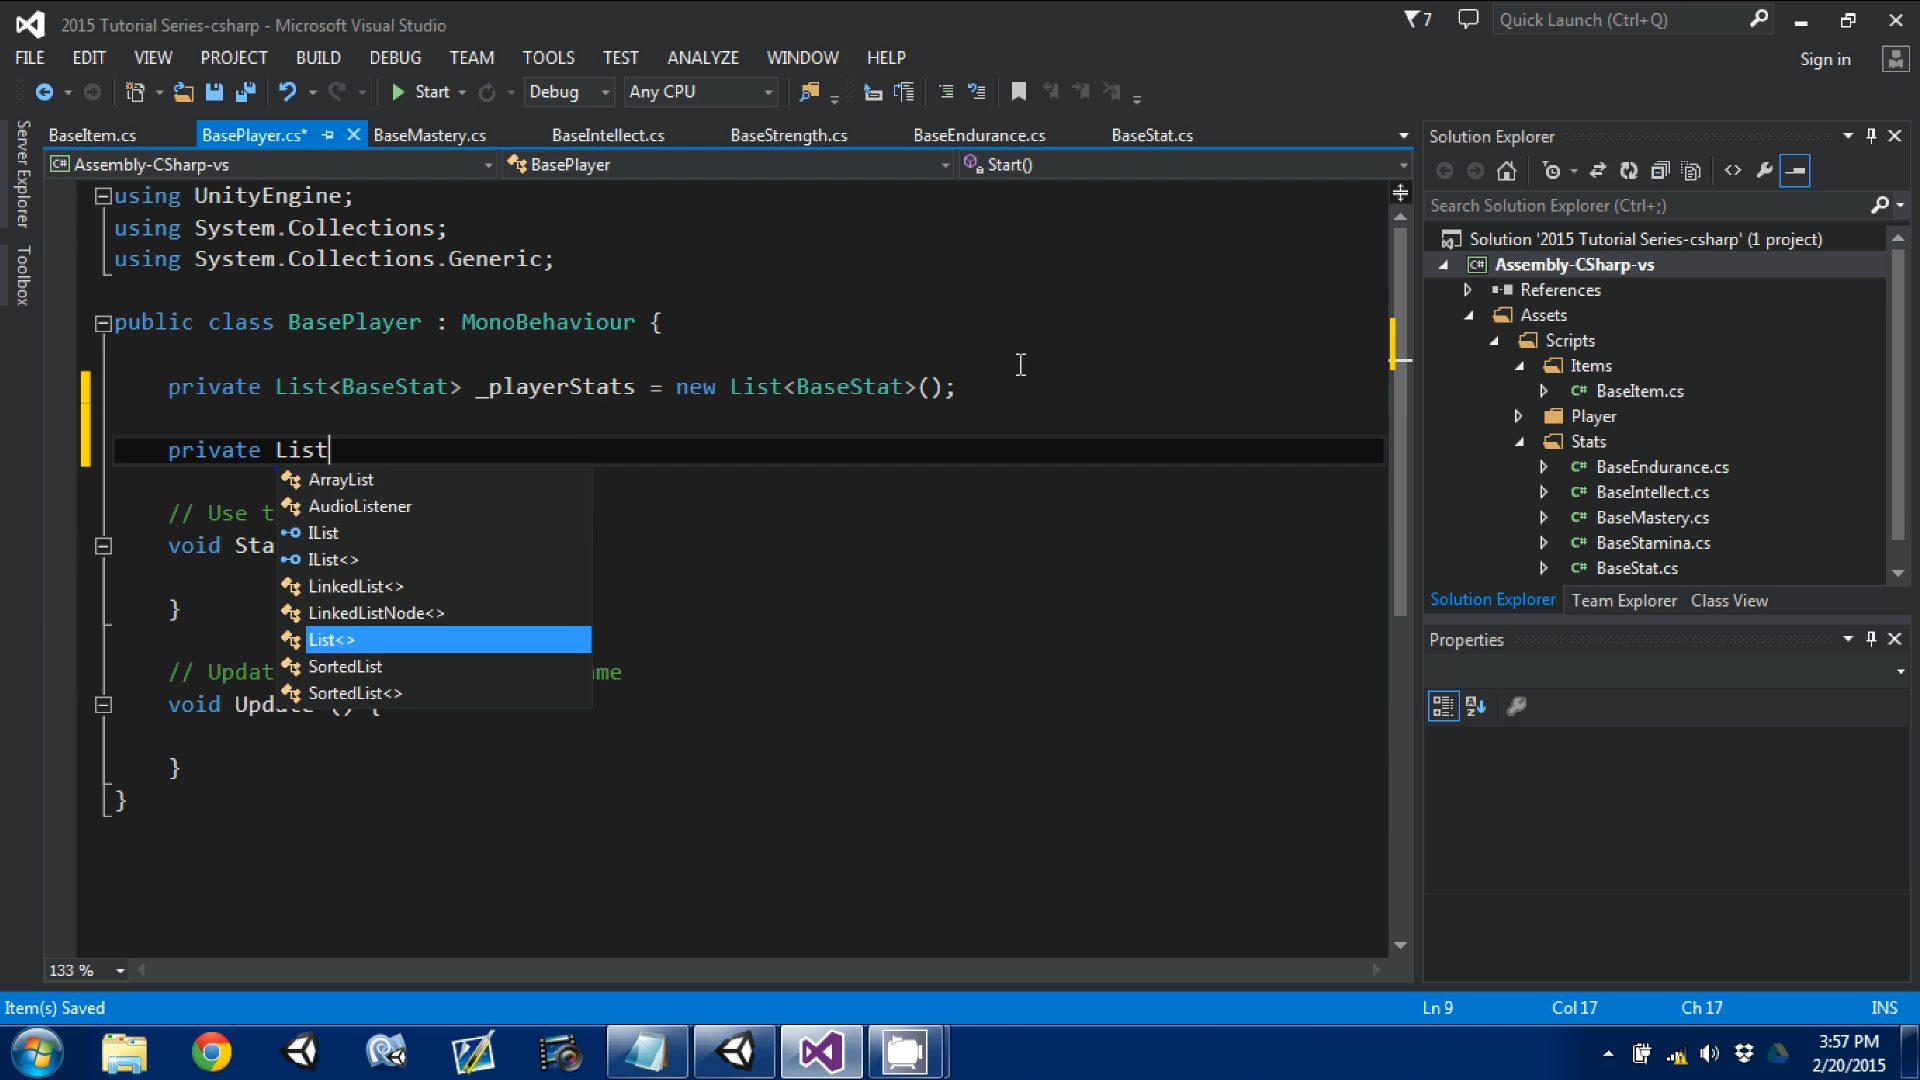 2015 Tutorial Series-csharp - Microsoft Visual Studio
7
Quick Launch (Ctrl+Q)
FILE EDIT VIEW PROJECT BUILD DEBUG TEAM TOOLS TEST ANALYZE WINDOW HELP
Sign in
Start Debug Any CPU
Server Explorer
Toolbox
BaseItem.cs BasePlayer.cs* BaseMastery.cs BaseIntellect.cs BaseStrength.cs BaseEndurance.cs BaseStat.cs
C# Assembly-CSharp-vs BasePlayer Start()
using UnityEngine;
using System.Collections;
using System.Collections.Generic;
public class BasePlayer : MonoBehaviour {
private List<BaseStat> _playerStats = new List<BaseStat>();
private List
ArrayList
AudioListener
IList
IList<>
LinkedList<>
LinkedListNode<>
List<>
SortedList
SortedList<>
// Use t
void Sta
}
// Updat me
void Update () {
}
}
133 %
Solution Explorer
Search Solution Explorer (Ctrl+;)
Solution '2015 Tutorial Series-csharp' (1 project)
C# Assembly-CSharp-vs
References
Assets
Scripts
Items
C# BaseItem.cs
Player
Stats
C# BaseEndurance.cs
C# BaseIntellect.cs
C# BaseMastery.cs
C# BaseStamina.cs
C# BaseStat.cs
Solution Explorer Team Explorer Class View
Properties
Item(s) Saved
Ln 9 Col 17 Ch 17 INS
3:57 PM
2/20/2015